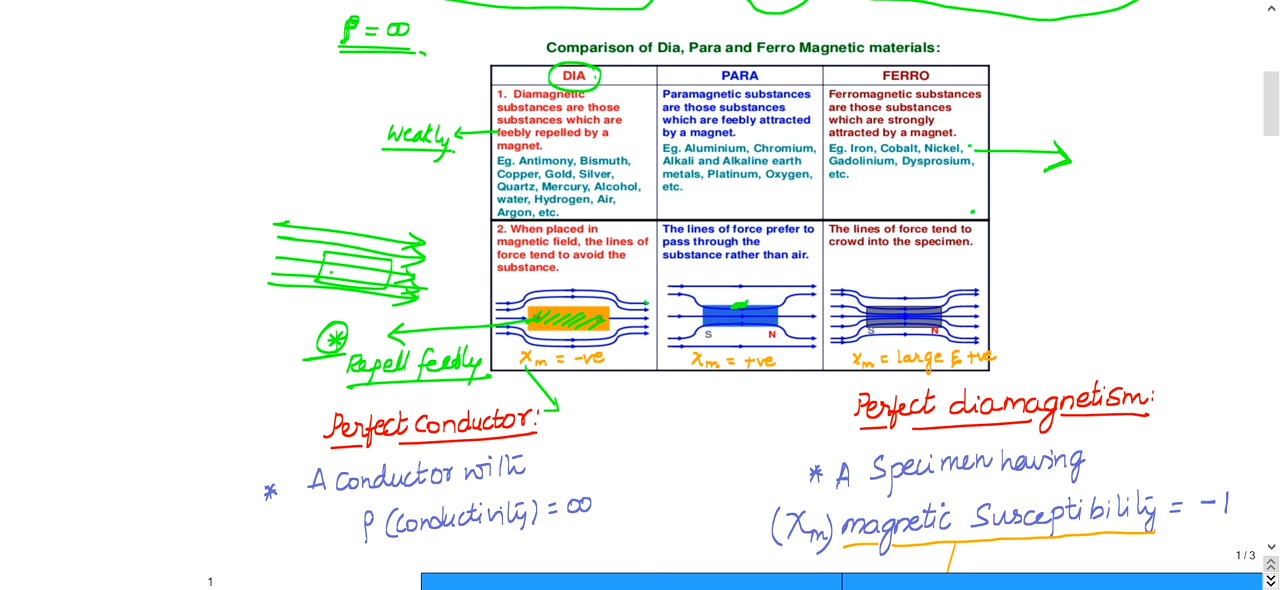 ρ = ∞
Comparison of Dia, Para and Ferro Magnetic materials:
DIA
PARA
FERRO
1. Diamagnetic
substances are those
substances which are
feebly repelled by a
magnet.
Eg. Antimony, Bismuth,
Copper, Gold, Silver,
Quartz, Mercury, Alcohol,
water, Hydrogen, Air,
Argon, etc.
Paramagnetic substances
are those substances
which are feebly attracted
by a magnet.
Eg. Aluminium, Chromium,
Alkali and Alkaline earth
metals, Platinum, Oxygen,
etc.
Ferromagnetic substances
are those substances
which are strongly
attracted by a magnet.
Eg. Iron, Cobalt, Nickel,
Gadolinium, Dysprosium,
etc.
Weakly
2. When placed in
magnetic field, the lines of
force tend to avoid the
substance.
The lines of force prefer to
pass through the
substance rather than air.
The lines of force tend to
crowd into the specimen.
S N
S N
* Repell feebly
χm = -ve
χm = +ve
χm = large & +ve
Perfect conductor:
* A conductor with
ρ (conductivity) = ∞
Perfect diamagnetism:
* A Specimen having
(χm) magnetic Susceptibility = -1
1 / 3
1